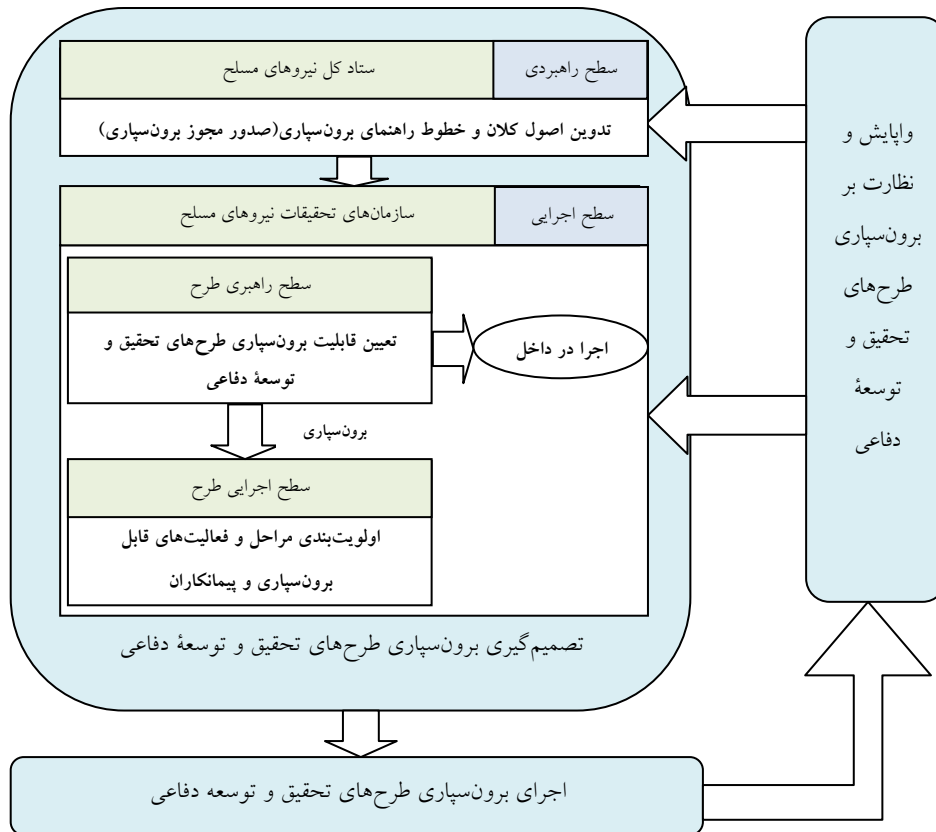 سطح راهبردی
ستاد کل نیروهای مسلح
تدوین اصول کلان و خطوط راهنمای برون‌سپاری(صدور مجوز برون‌سپاری)
سطح اجرایی
سازمان‌های تحقیقات نیروهای مسلح
سطح راهبری طرح
تعیین قابلیت برون‌سپاری طرح‌های تحقیق و
توسعهٔ دفاعی
اجرا در داخل
برون‌سپاری
سطح اجرایی طرح
اولویت‌بندی مراحل و فعالیت‌های قابل
برون‌سپاری و پیمانکاران
تصمیم‌گیری برون‌سپاری طرح‌های تحقیق و توسعهٔ دفاعی
واپایش و
نظارت بر
برون‌سپاری
طرح‌های
تحقیق و
توسعهٔ
دفاعی
اجرای برون‌سپاری طرح‌های تحقیق و توسعه دفاعی